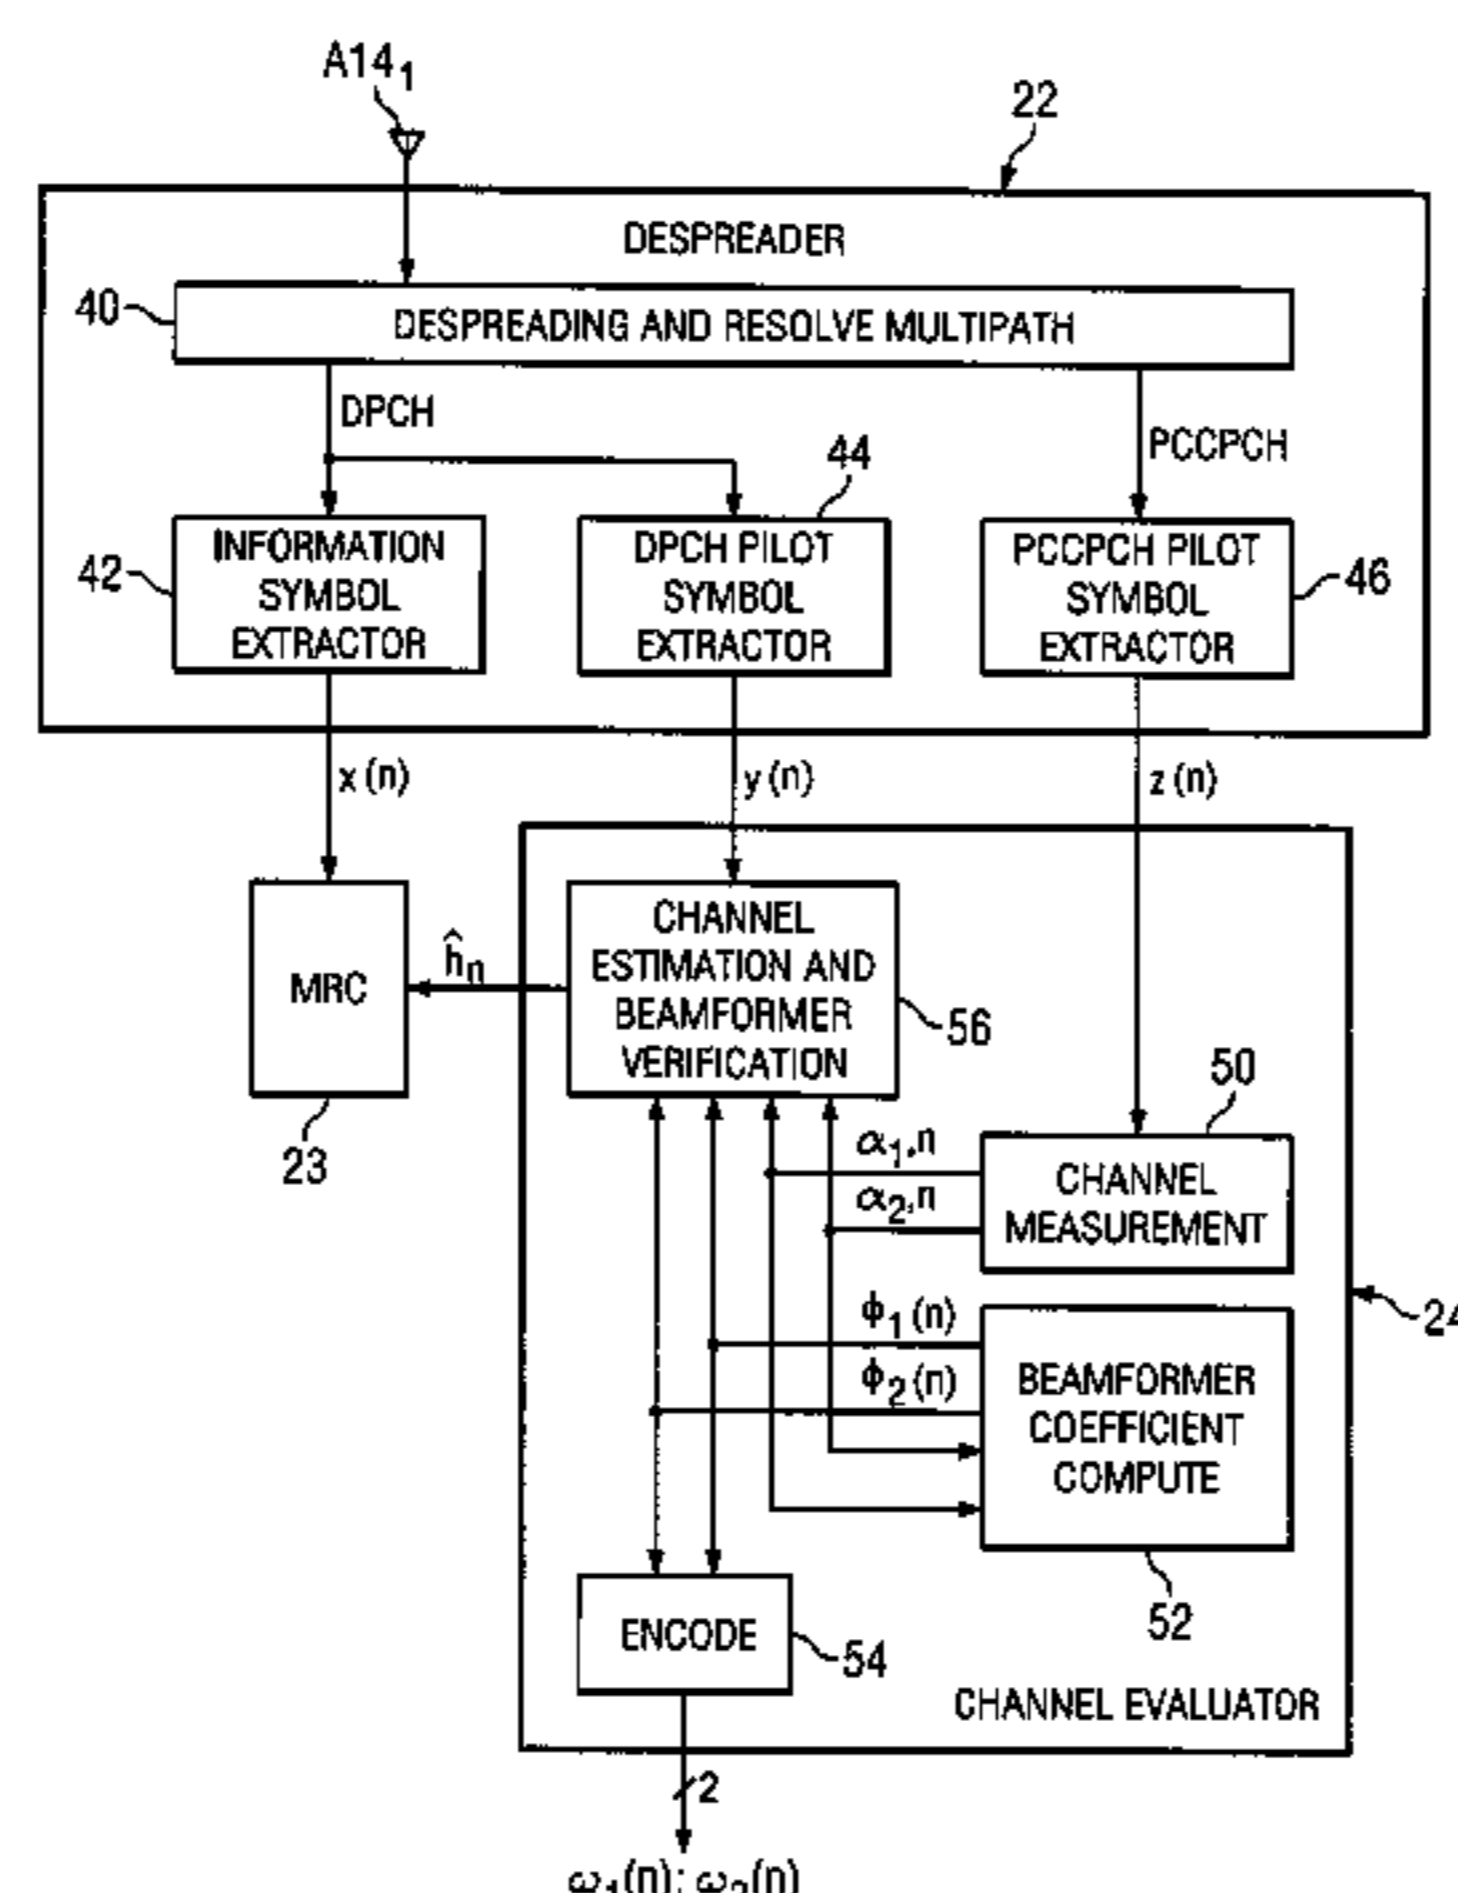 A14₁
22
DESPREADER
40
DESPREADING AND RESOLVE MULTIPATH
DPCH
PCCPCH
44
42
INFORMATION
SYMBOL
EXTRACTOR
DPCH PILOT
SYMBOL
EXTRACTOR
PCCPCH PILOT
SYMBOL
EXTRACTOR
46
x (n)
y (n)
z (n)
MRC
23
ĥₙ
CHANNEL
ESTIMATION AND
BEAMFORMER
VERIFICATION
56
50
α₁,n
α₂,n
CHANNEL
MEASUREMENT
24
ϕ₁ (n)
ϕ₂ (n)
BEAMFORMER
COEFFICIENT
COMPUTE
52
ENCODE
54
CHANNEL EVALUATOR
2
ω₁(n); ω₂(n)